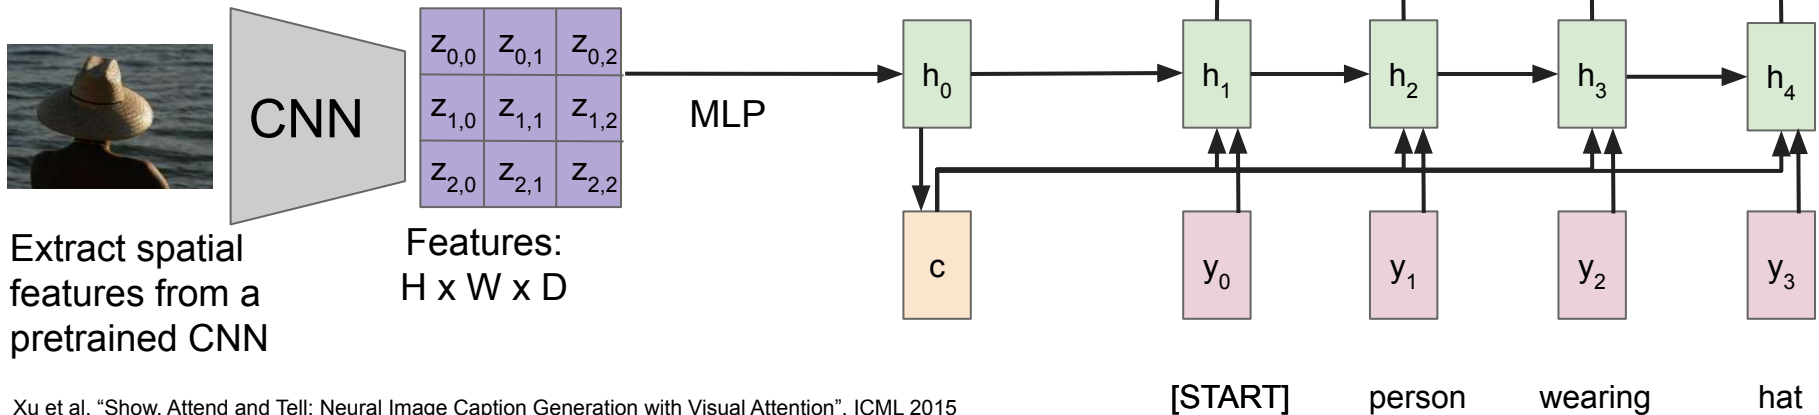 z0,0 z0,1 z0,2
z1,0 z1,1 z1,2
z2,0 z2,1 z2,2
CNN
MLP
h0 h1 h2 h3 h4
Extract spatial
features from a
pretrained CNN
Features:
H x W x D
c y0 y1 y2 y3
[START] person wearing hat
Xu et al, “Show, Attend and Tell: Neural Image Caption Generation with Visual Attention”, ICML 2015